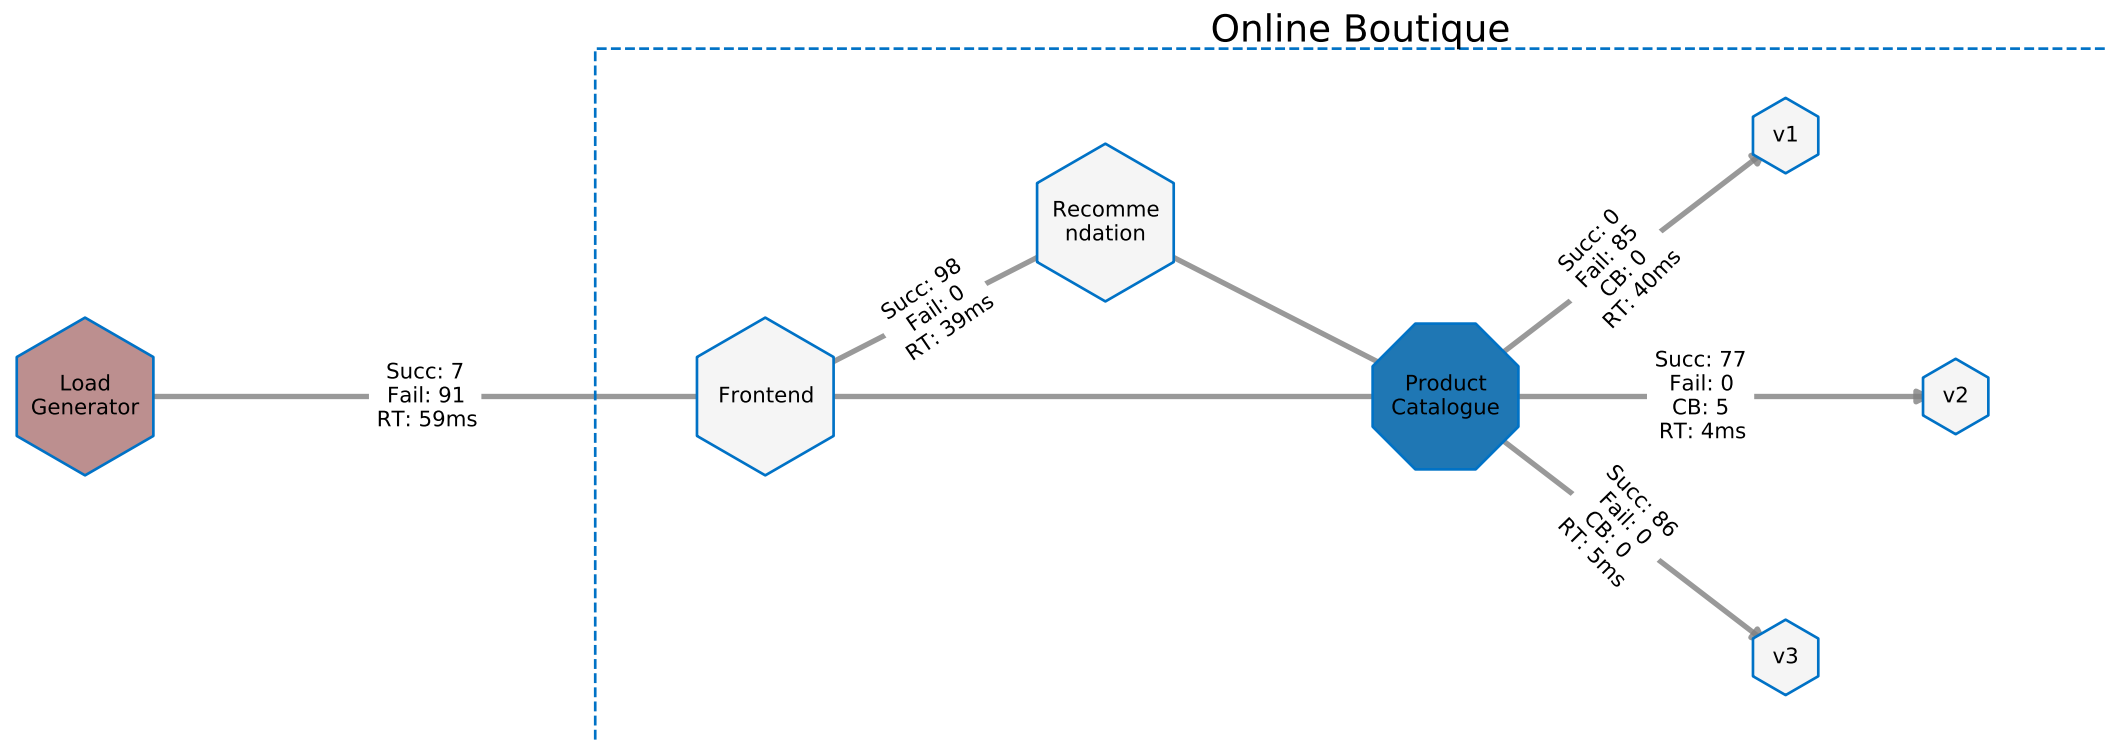 Online Boutique
Load
Generator
Succ: 7
Fail: 91
RT: 59ms
Frontend
Succ: 98
Fail: 0
RT: 39ms
Recomme
ndation
Product
Catalogue
Succ: 0
Fail: 85
CB: 0
RT: 40ms
v1
Succ: 77
Fail: 0
CB: 5
RT: 4ms
v2
Succ: 86
Fail: 0
CB: 0
RT: 5ms
v3